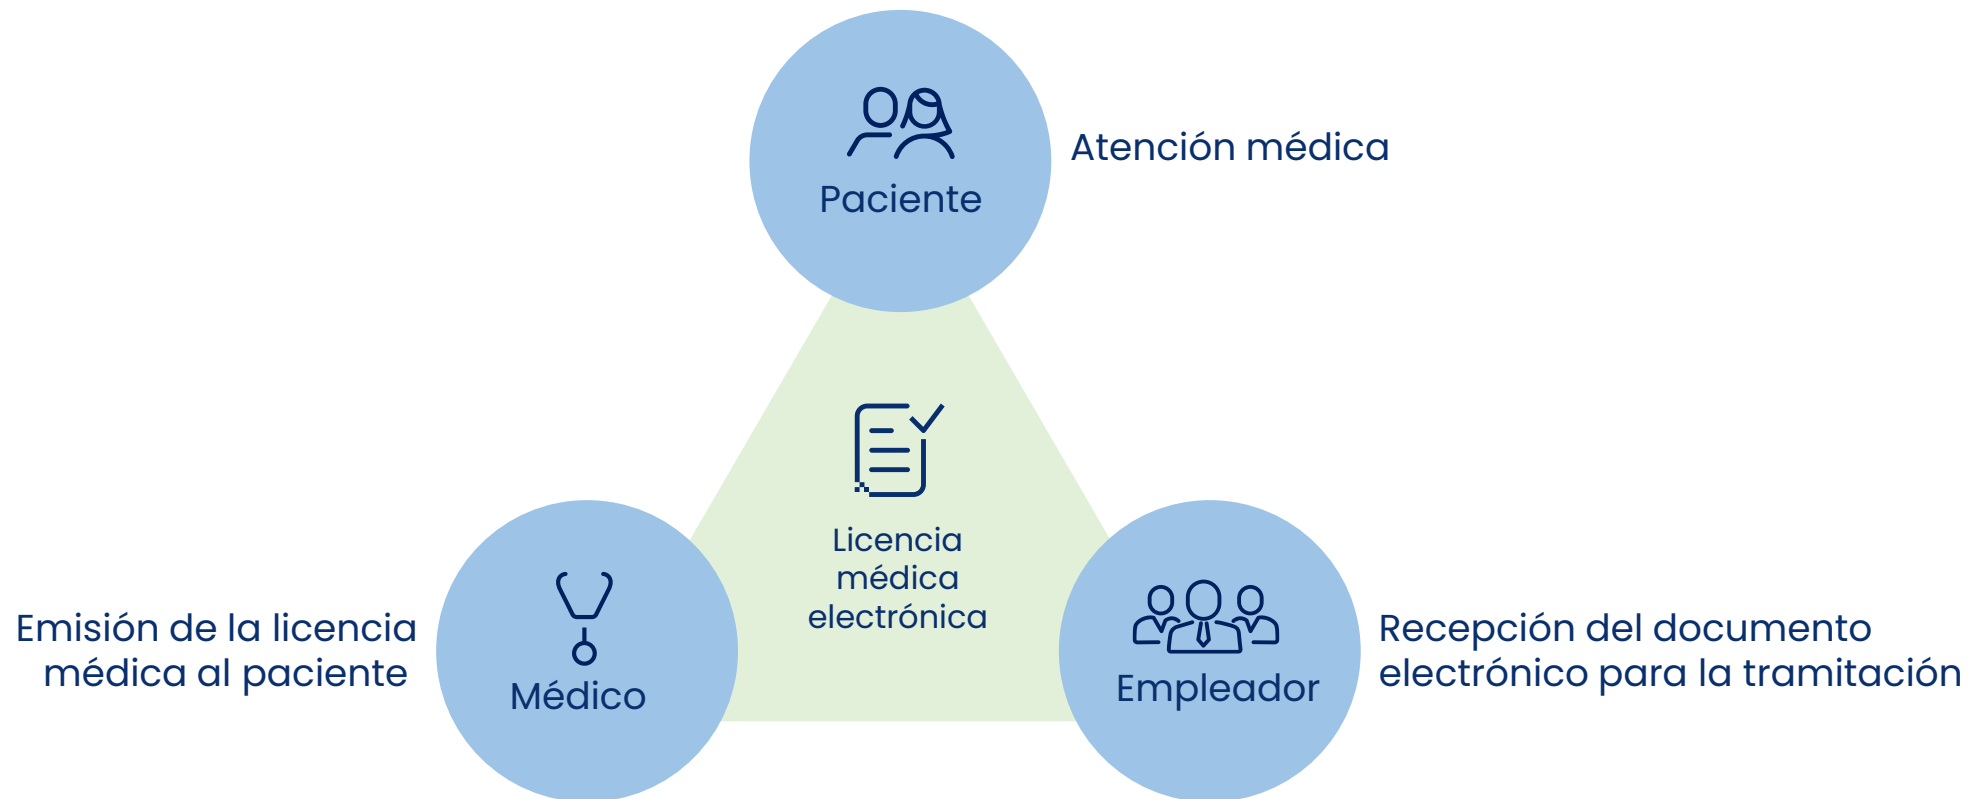 Paciente
Atención médica
Licencia
médica
electrónica
Emisión de la licencia
médica al paciente
Médico
Empleador
Recepción del documento
electrónico para la tramitación